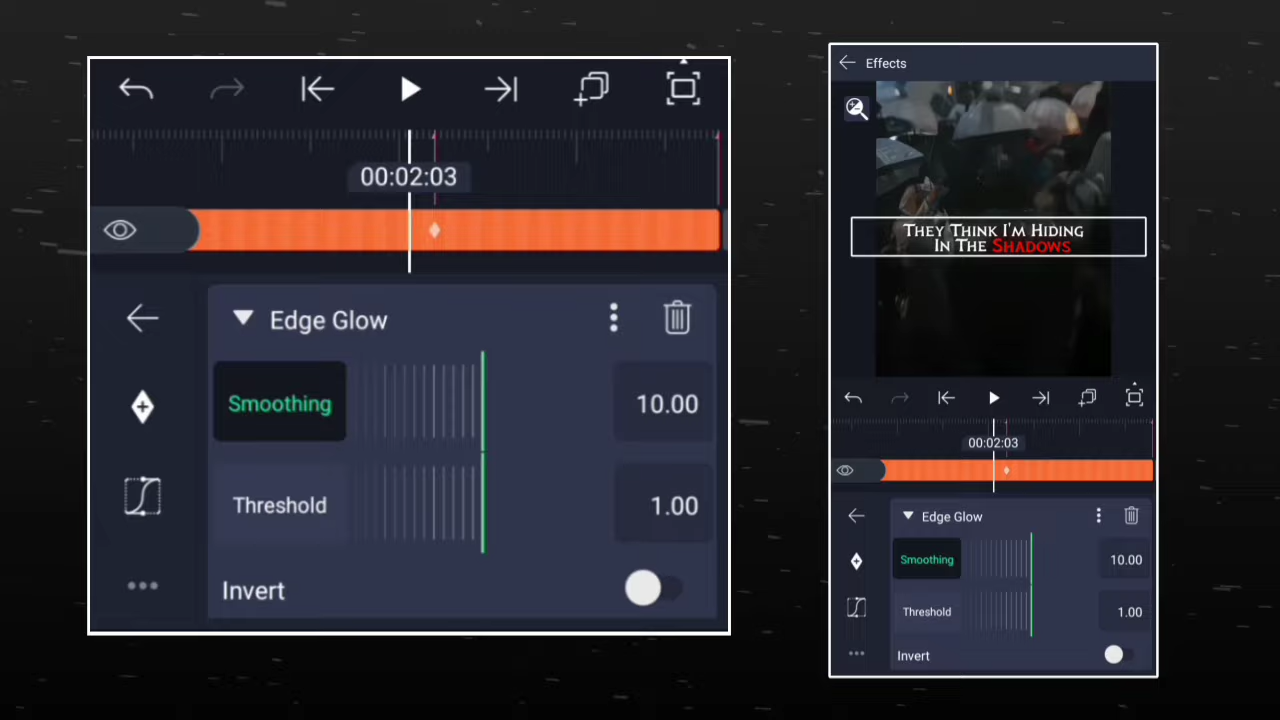 00:02:03
Edge Glow
Smoothing
10.00
Threshold
1.00
Invert
Effects
They Think I'm Hiding
In The Shadows
00:02:03
Edge Glow
Smoothing
10.00
Threshold
1.00
Invert